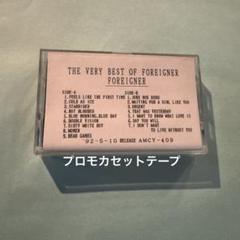 THE VERY BEST OF FOREIGNER
FOREIGNER
SIDE-A
1.FEELS LIKE THE FIRST TIME
2.COLD AS ICE
3.STARRIDER
4.HOT BLOODED
5.BLUE MORNING,BLUE DAY
6.DOUBLE VISION
7.DIRTY WHITE BOY
8.WOMEN
9.HEAD GAMES
SIDE-B
1.JUKE BOX HERO
2.WAITING FOR A GIRL LIKE YOU
3.URGENT
4.THAT WAS YESTERDAY
5.I WANT TO KNOW WHAT LOVE IS
6.SAY YOU WILL
7.I DON'T WANT
TO LIVE WITHOUT YOU
'92-5-10 RELEASE AMCY-409
プロモカセットテープ